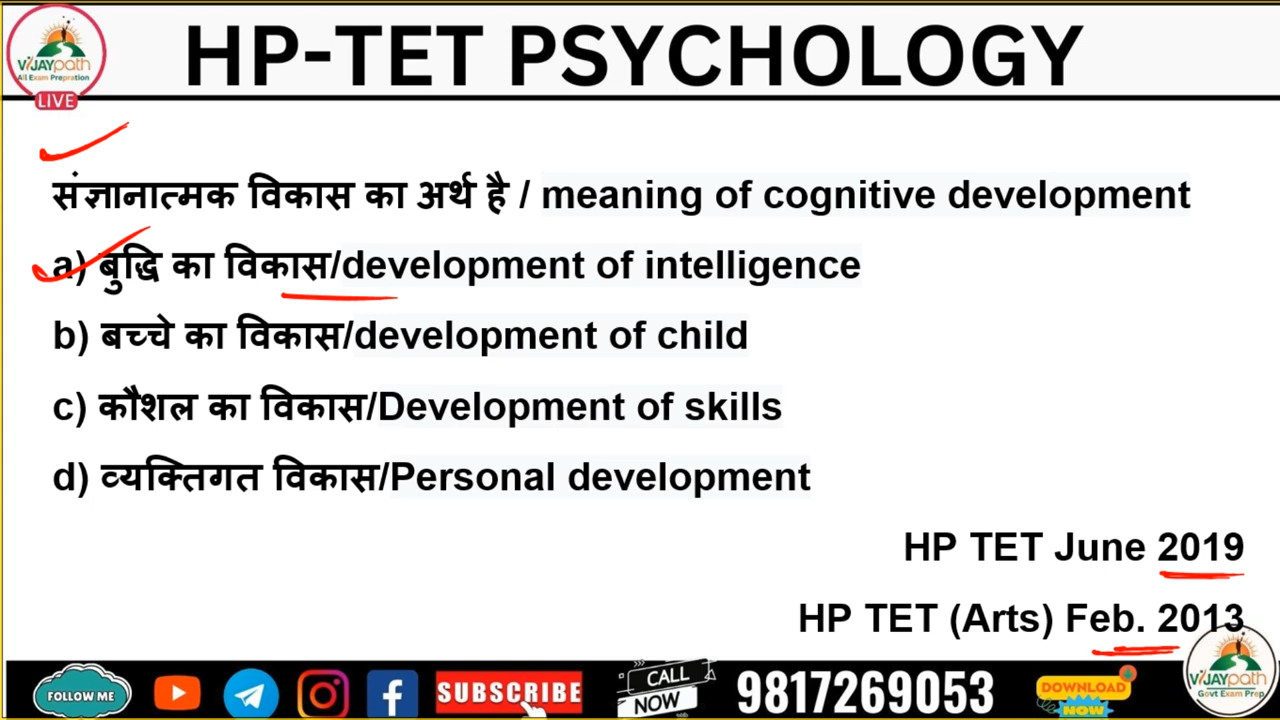 HP-TET PSYCHOLOGY
VIJAYpath
All Exam Prepration
LIVE
संज्ञानात्मक विकास का अर्थ है / meaning of cognitive development
a) बुद्धि का विकास/development of intelligence
b) बच्चे का विकास/development of child
c) कौशल का विकास/Development of skills
d) व्यक्तिगत विकास/Personal development
HP TET June 2019
HP TET (Arts) Feb. 2013
FOLLOW ME
SUBSCRIBE
CALL
NOW
9817269053
DOWNLOAD
NOW
VIJAYpath
Govt Exam Prep